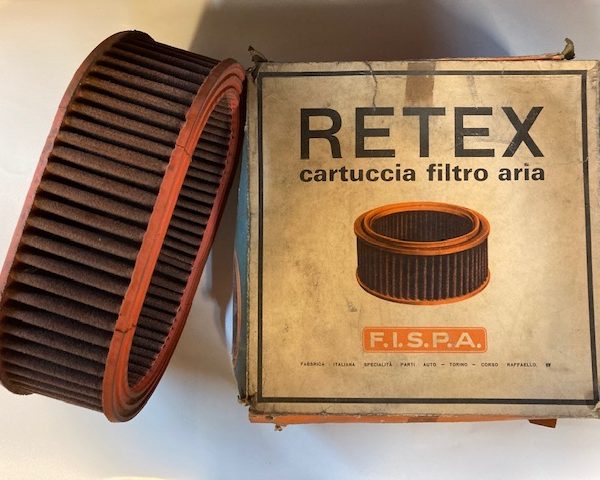 RETEX
cartuccia filtro aria
F.I.S.P.A.
FABBRICA ITALIANA SPECIALITÀ PARTI AUTO - TORINO - CORSO RAFFAELLO,